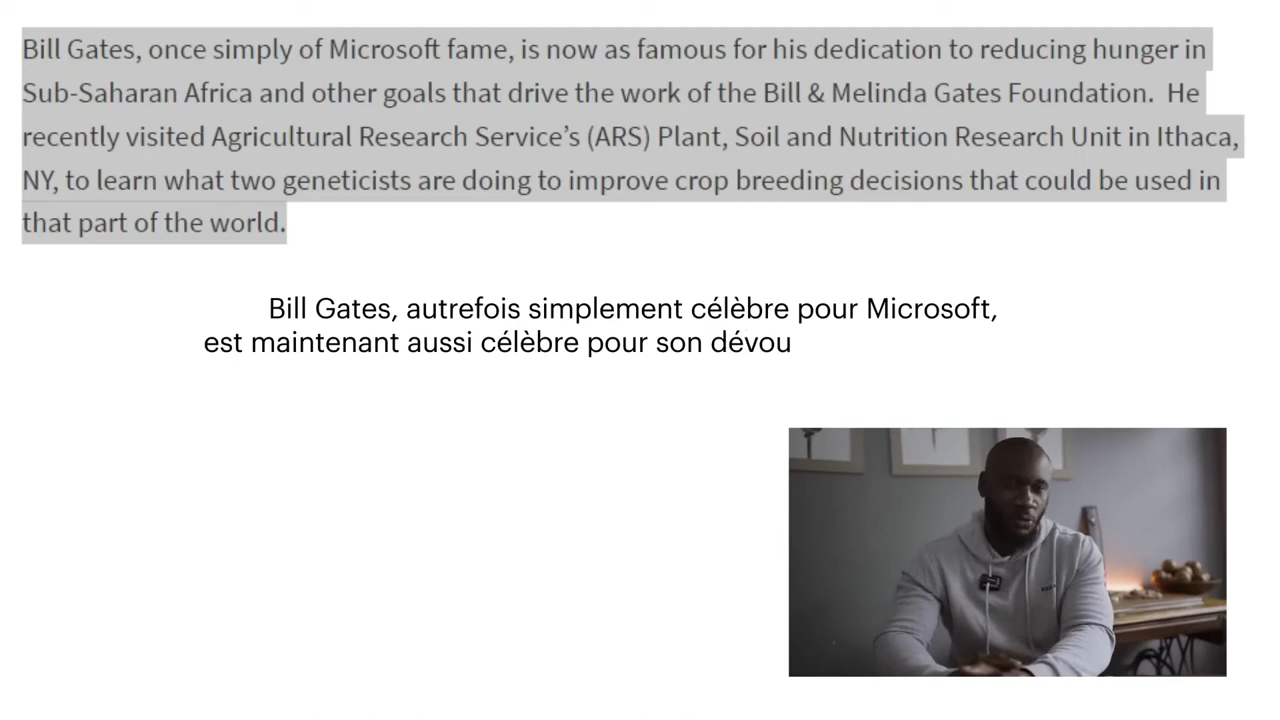 Bill Gates, once simply of Microsoft fame, is now as famous for his dedication to reducing hunger in
Sub-Saharan Africa and other goals that drive the work of the Bill & Melinda Gates Foundation.  He
recently visited Agricultural Research Service’s (ARS) Plant, Soil and Nutrition Research Unit in Ithaca,
NY, to learn what two geneticists are doing to improve crop breeding decisions that could be used in
that part of the world.
Bill Gates, autrefois simplement célèbre pour Microsoft,
est maintenant aussi célèbre pour son dévou